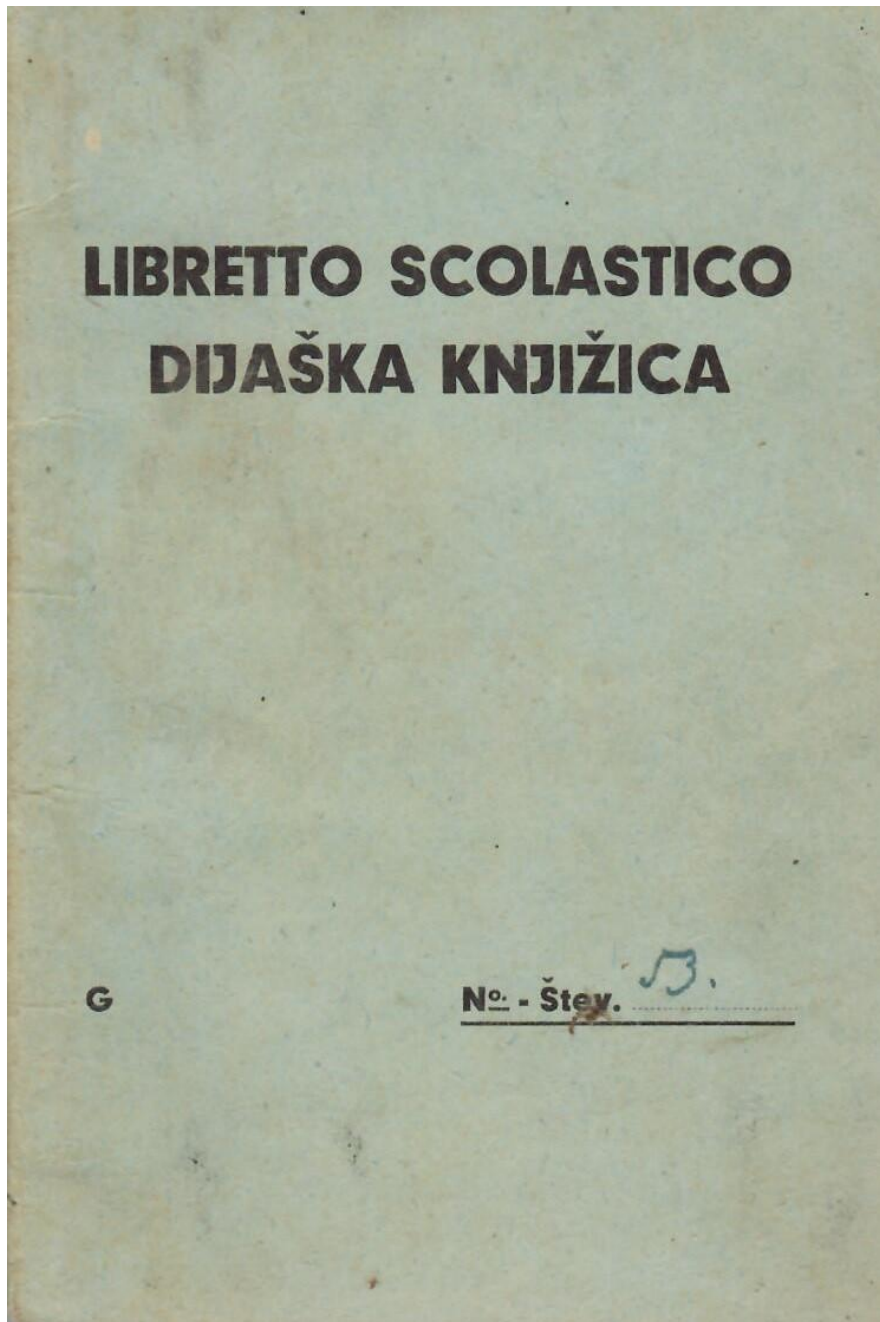 LIBRETTO SCOLASTICO
DIJAŠKA KNJIŽICA
G
Nº. - Štev. 53.